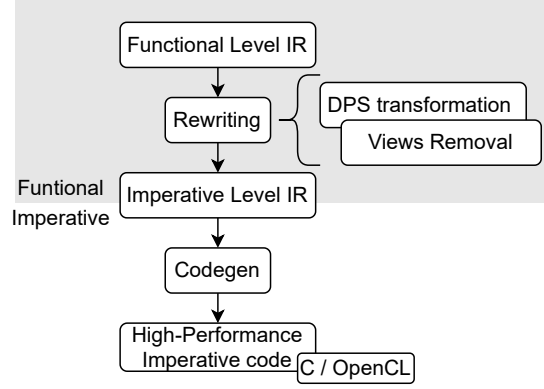 Functional Level IR
DPS transformation
Rewriting
Views Removal
Funtional
Imperative Level IR
Imperative
Codegen
High-Performance
Imperative code
C / OpenCL